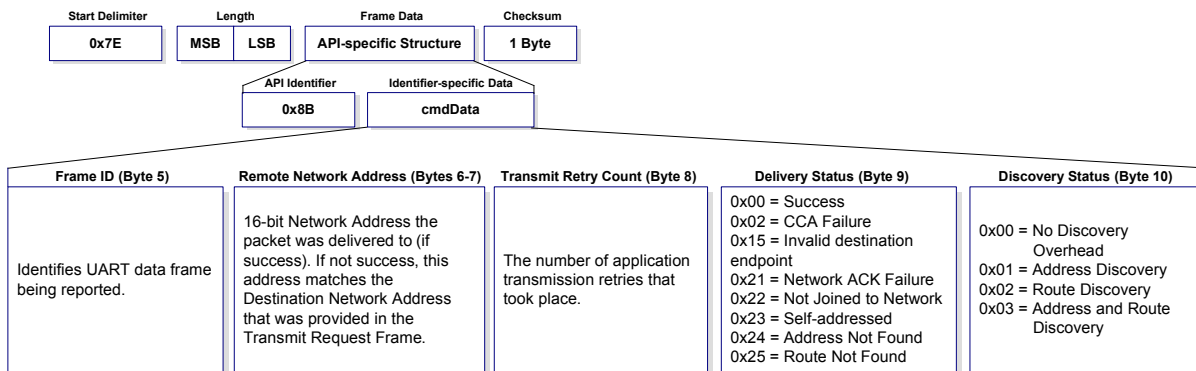 Start Delimiter
Length
Frame Data
Checksum
0x7E
MSB
LSB
API-specific Structure
1 Byte
API Identifier
Identifier-specific Data
0x8B
cmdData
Frame ID (Byte 5)
Identifies UART data frame
being reported.
Remote Network Address (Bytes 6-7)
16-bit Network Address the
packet was delivered to (if
success). If not success, this
address matches the
Destination Network Address
that was provided in the
Transmit Request Frame.
Transmit Retry Count (Byte 8)
The number of application
transmission retries that
took place.
Delivery Status (Byte 9)
0x00 = Success
0x02 = CCA Failure
0x15 = Invalid destination
endpoint
0x21 = Network ACK Failure
0x22 = Not Joined to Network
0x23 = Self-addressed
0x24 = Address Not Found
0x25 = Route Not Found
Discovery Status (Byte 10)
0x00 = No Discovery
Overhead
0x01 = Address Discovery
0x02 = Route Discovery
0x03 = Address and Route
Discovery